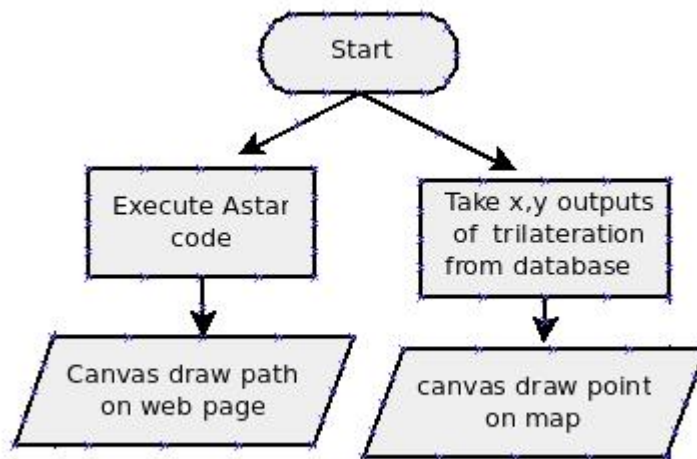 Start
Execute Astar
code
Take x,y outputs
of trilateration
from database
Canvas draw path
on web page
canvas draw point
on map